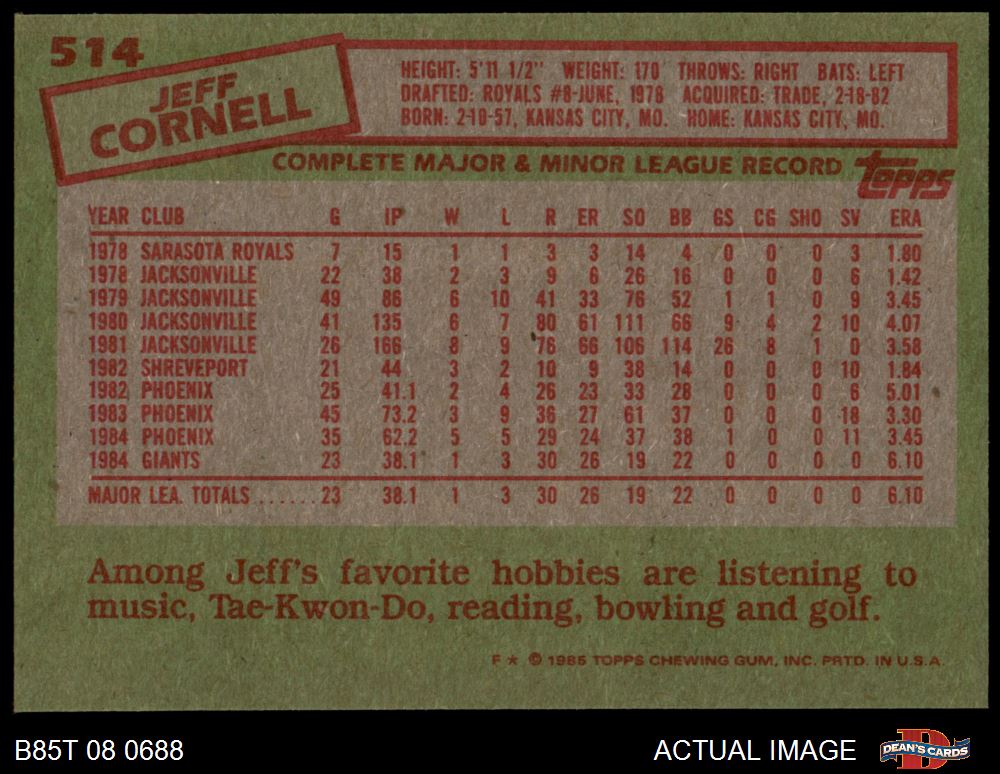 514
JEFF
CORNELL
HEIGHT: 5'11 1/2" WEIGHT: 170 THROWS: RIGHT BATS: LEFT
DRAFTED: ROYALS #8-JUNE, 1978 ACQUIRED: TRADE, 2-18-82
BORN: 2-10-57, KANSAS CITY, MO. HOME: KANSAS CITY, MO.
COMPLETE MAJOR & MINOR LEAGUE RECORD
Topps
YEAR CLUB G IP W L R ER SO BB GS CG SHO SV ERA
1978 SARASOTA ROYALS 7 15 1 1 3 3 14 4 0 0 0 3 1.80
1978 JACKSONVILLE 22 38 2 3 9 6 26 16 0 0 0 6 1.42
1979 JACKSONVILLE 49 86 6 10 41 33 76 52 1 1 0 9 3.45
1980 JACKSONVILLE 41 135 6 7 80 61 111 66 9 4 2 10 4.07
1981 JACKSONVILLE 26 166 8 9 76 66 106 114 26 8 1 0 3.58
1982 SHREVEPORT 21 44 3 2 10 9 38 14 0 0 0 10 1.84
1982 PHOENIX 25 41.1 2 4 26 23 33 28 0 0 0 6 5.01
1983 PHOENIX 45 73.2 3 9 36 27 61 37 0 0 0 18 3.30
1984 PHOENIX 35 62.2 5 5 29 24 37 38 1 0 0 11 3.45
1984 GIANTS 23 38.1 1 3 30 26 19 22 0 0 0 0 6.10
MAJOR LEA. TOTALS ......23 38.1 1 3 30 26 19 22 0 0 0 0 6.10
Among Jeff's favorite hobbies are listening to
music, Tae-Kwon-Do, reading, bowling and golf.
F ★ © 1985 TOPPS CHEWING GUM, INC. PRTD. IN U.S.A.
B85T 08 0688
ACTUAL IMAGE
DEAN'S CARDS